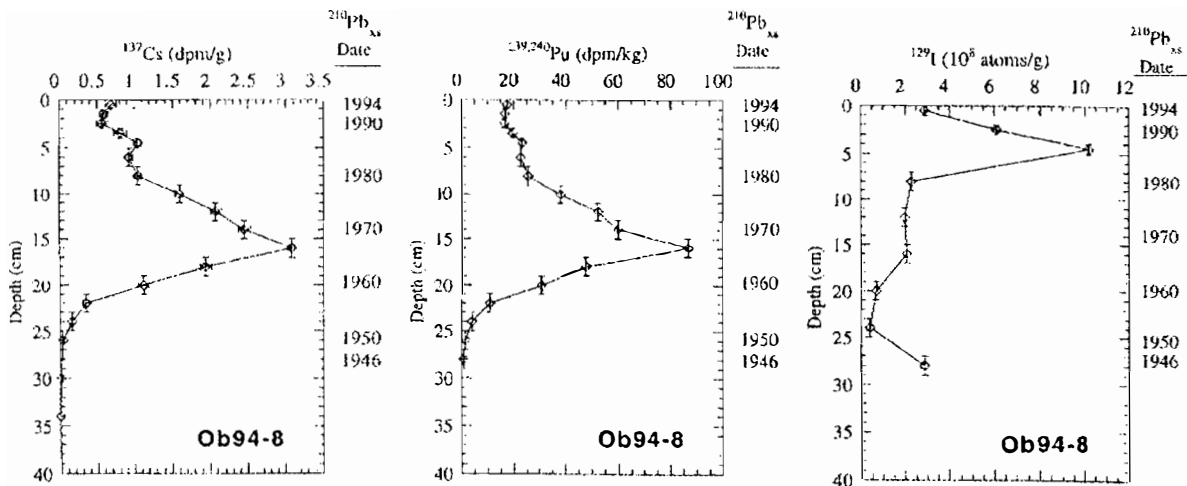 210Pbxs
Date
137Cs (dpm/g)
0 0.5 1 1.5 2 2.5 3 3.5
0
5
10
15
20
25
30
35
40
Depth (cm)
1994
1990
1980
1970
1960
1950
1946
Ob94-8
210Pbxs
Date
239,240Pu (dpm/kg)
0 20 40 60 80 100
0
5
10
15
20
25
30
35
40
Depth (cm)
1994
1990
1980
1970
1960
1950
1946
Ob94-8
210Pbxs
Date
129I (10^8 atoms/g)
0 2 4 6 8 10 12
0
5
10
15
20
25
30
35
40
Depth (cm)
1994
1990
1980
1970
1960
1950
1946
Ob94-8